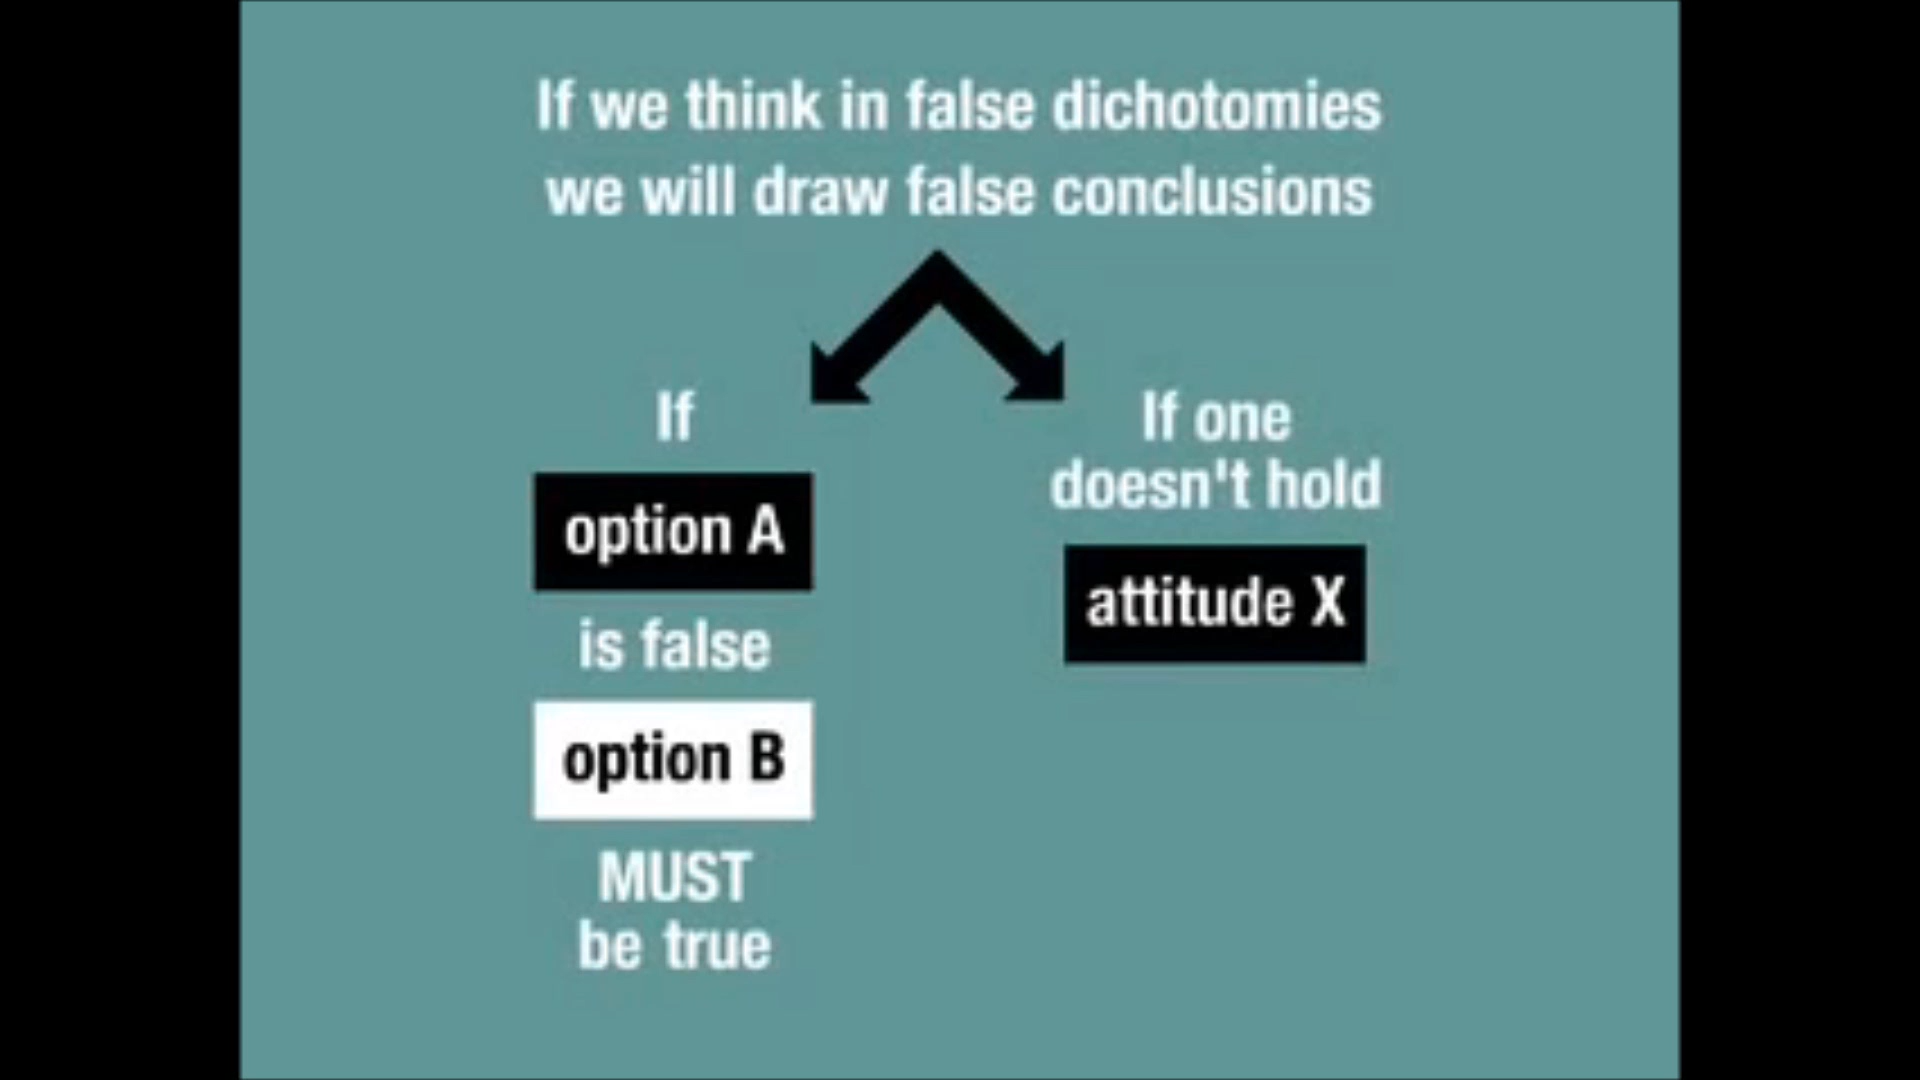 If we think in false dichotomies
we will draw false conclusions
If
option A
is false
option B
MUST
be true
If one
doesn't hold
attitude X